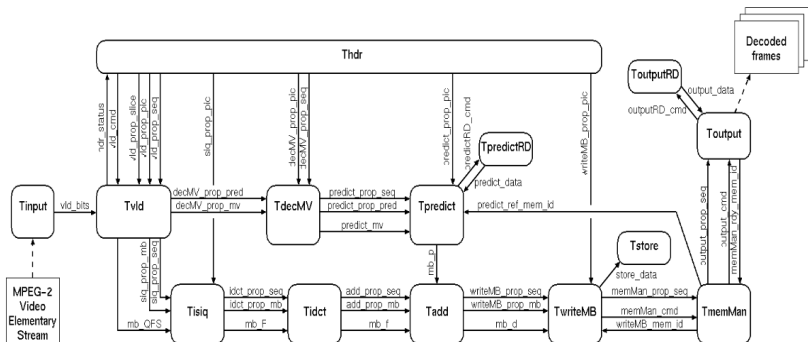 Thdr
Decoded
frames
ToutputRD
output_data
outputRD_cmd
Toutput
hdr_status
vld_cmd
vld_prop_slice
vld_prop_pic
vld_prop_seq
isiq_prop_pic
decMV_prop_pic
decMV_prop_seq
predict_prop_pic
predictRD_cmd
TpredictRD
predict_data
writeMB_prop_pic
Tinput
vld_bits
Tvld
decMV_prop_pred
decMV_prop_mv
TdecMV
predict_prop_seq
predict_prop_pred
predict_mv
Tpredict
predict_ref_mem_id
output_prop_seq
output_cmd
memMan_rdy_mem_id
MPEG-2
Video
Elementary
Stream
isiq_prop_mb
isiq_prop_seq
mb_QFS
Tisiq
idct_prop_seq
idct_prop_mb
mb_F
Tidct
add_prop_seq
add_prop_mb
mb_f
mb_p
Tadd
writeMB_prop_seq
writeMB_prop_mb
mb_d
TwriteMB
Tstore
store_data
memMan_prop_seq
memMan_cmd
writeMB_mem_id
TmemMan